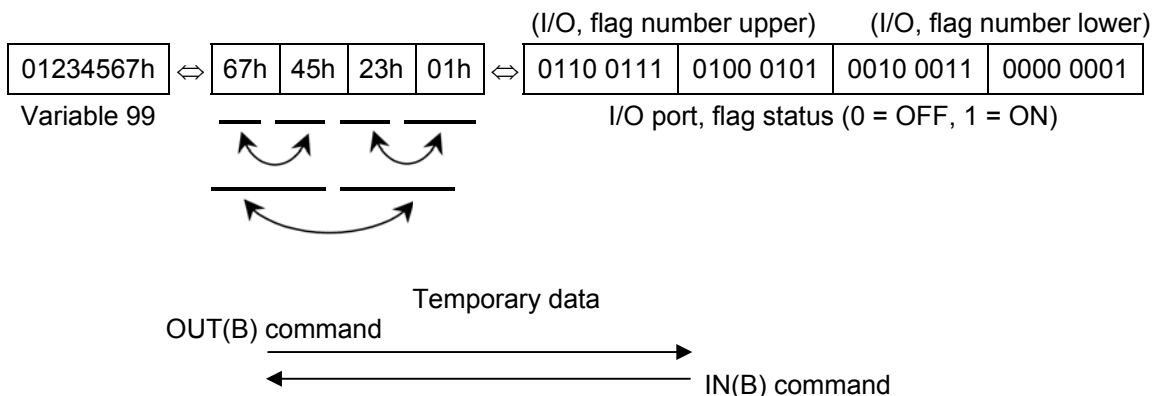 (I/O, flag number upper) (I/O, flag number lower)
01234567h ⇔ 67h 45h 23h 01h ⇔ 0110 0111 0100 0101 0010 0011 0000 0001
Variable 99 I/O port, flag status (0 = OFF, 1 = ON)
Temporary data
OUT(B) command
IN(B) command